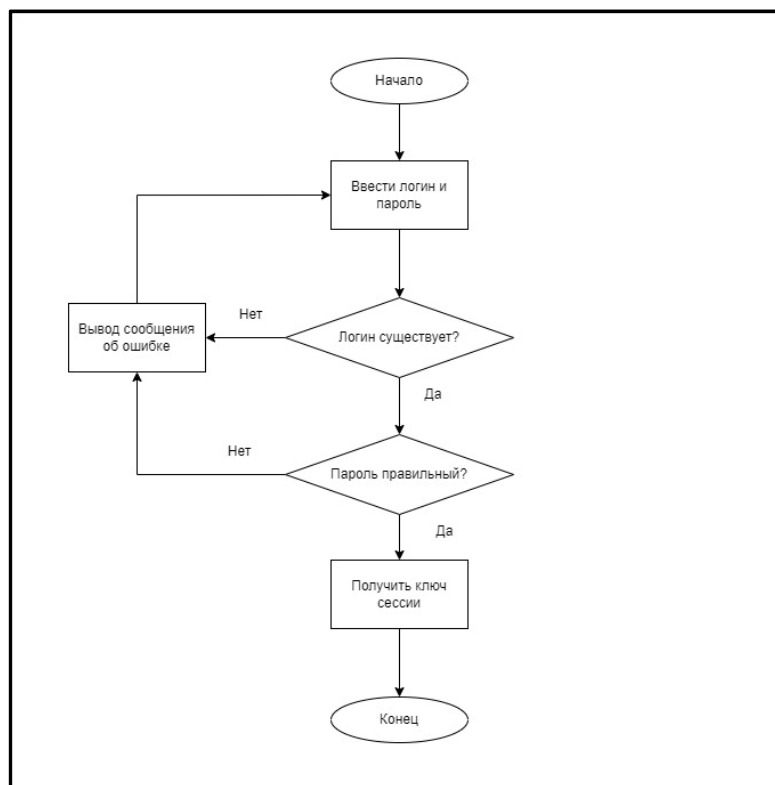 Начало
Ввести логин и
пароль
Нет
Вывод сообщения
об ошибке
Логин существует?
Да
Нет
Пароль правильный?
Да
Получить ключ
сессии
Конец